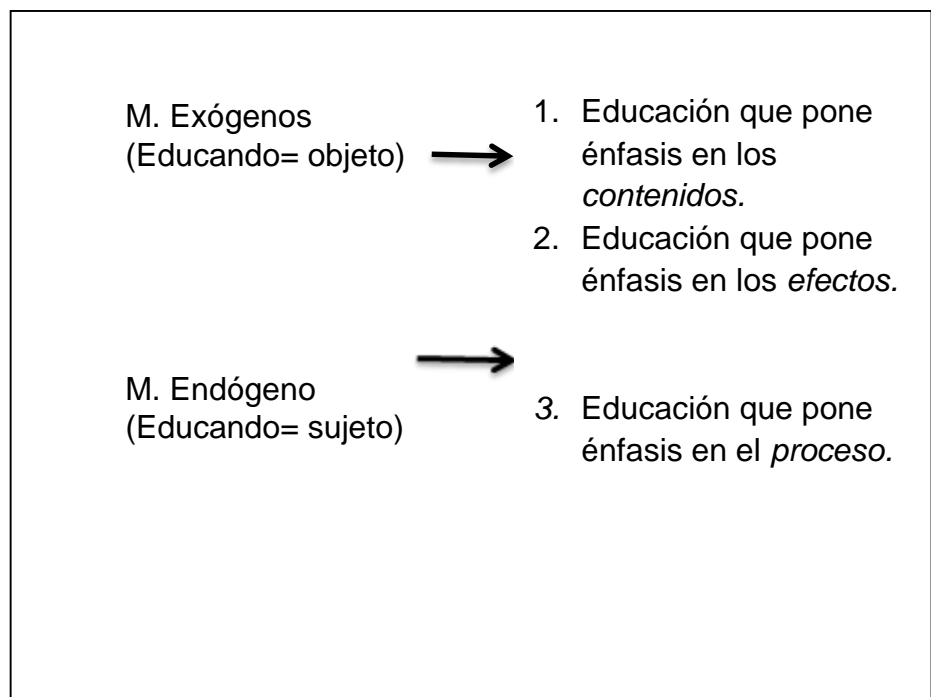 M. Exógenos
(Educando= objeto)
1. Educación que pone
énfasis en los
contenidos.
2. Educación que pone
énfasis en los efectos.
M. Endógeno
(Educando= sujeto)
3. Educación que pone
énfasis en el proceso.